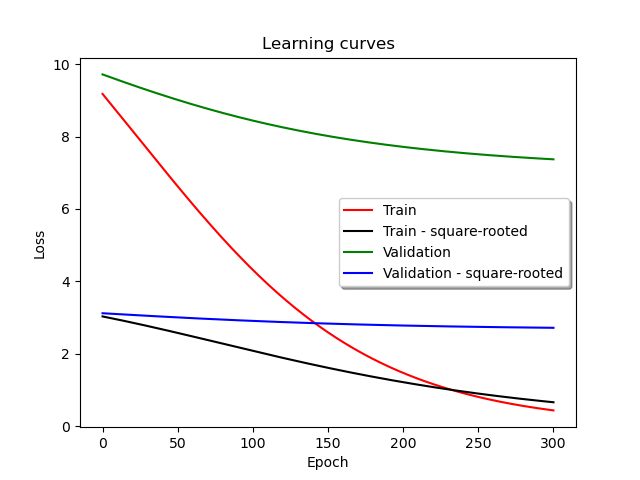 Learning curves
Loss
10
8
6
4
2
0
Train
Train - square-rooted
Validation
Validation - square-rooted
0 50 100 150 200 250 300
Epoch